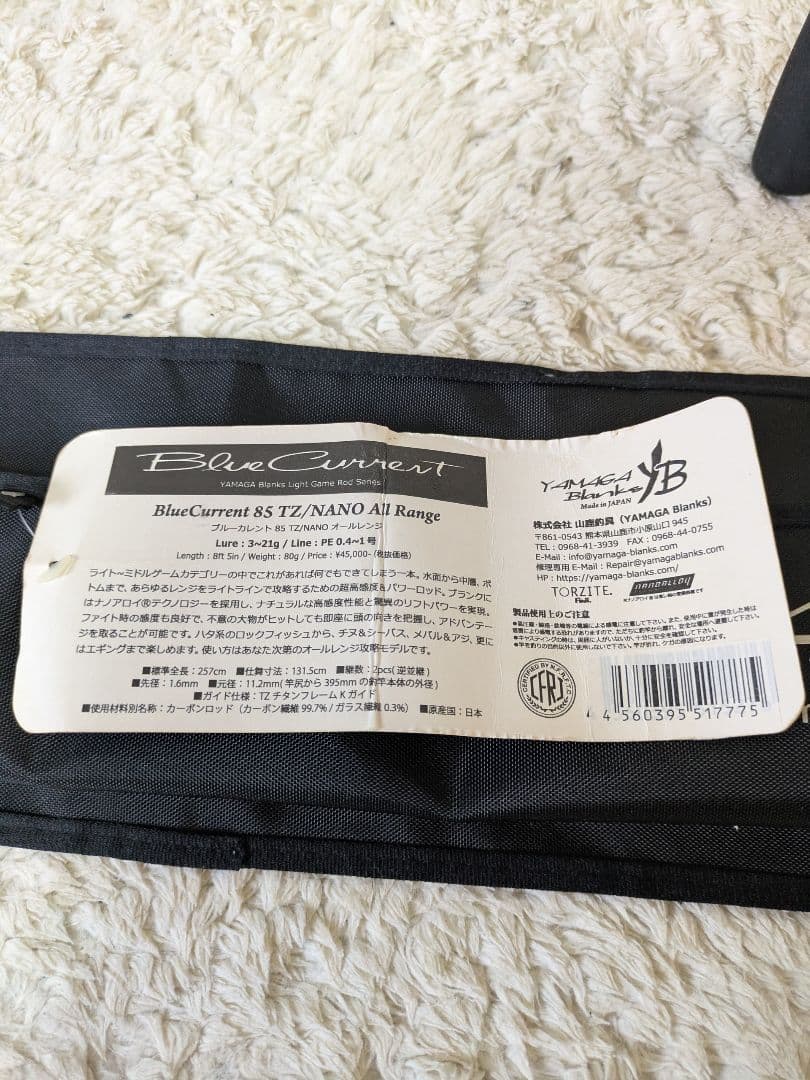 Blue Current
YAMAGA Blanks Light Game Rod Series
BlueCurrent 85 TZ/NANO All Range
ブルーカレント 85 TZ/NANO オールレンジ
Lure : 3~21g / Line : PE 0.4~1号
Length : 8ft 5in / Weight : 80g / Price : ¥45,000-(税抜価格)
ライト~ミドルゲームカテゴリーの中でこれがあれば何でもできてしまう一本。水面から中層、ボ
トムまで、あらゆるレンジをライトラインで攻略するための超高感度&パワーロッド。ブランクに
はナノアロイ®テクノロジーを採用し、ナチュラルな高感度性能と驚異のリフトパワーを実現。
ファイト時の感度も良好で、不意の大物がヒットしても即座に頭の向きを把握し、アドバンテー
ジを取ることが可能です。ハタ系のロックフィッシュから、チヌ&シーバス、メバル&アジ、更に
はエギングまで楽しめます。使い方はあなた次第のオールレンジ攻略モデルです。
■標準全長：257cm ■仕舞寸法：131.5cm ■継数：2pcs(逆並継)
■先径：1.6mm ■元径：11.2mm(竿尻から395mmの釣竿本体の外径)
■ガイド仕様：TZ チタンフレーム K ガイド
■使用材料別名称：カーボンロッド（カーボン繊維 99.7% / ガラス繊維 0.3%） ■原産国：日本
YAMAGA
Blanks
YB
Made in JAPAN
株式会社 山鹿釣具（YAMAGA Blanks）
〒861-0543 熊本県山鹿市小原山口 945
TEL : 0968-41-3939 FAX : 0968-44-0755
E-Mail : info@yamaga-blanks.com
修理専用 E-Mail : Repair@yamagablanks.com
HP : https://yamaga-blanks.com/
TORZITE.
Fuji.
NANOALLOY
製品使用上のご注意
CERTIFIED BY N.F.R.F.T.C.
CFRJ
4 560395 517775